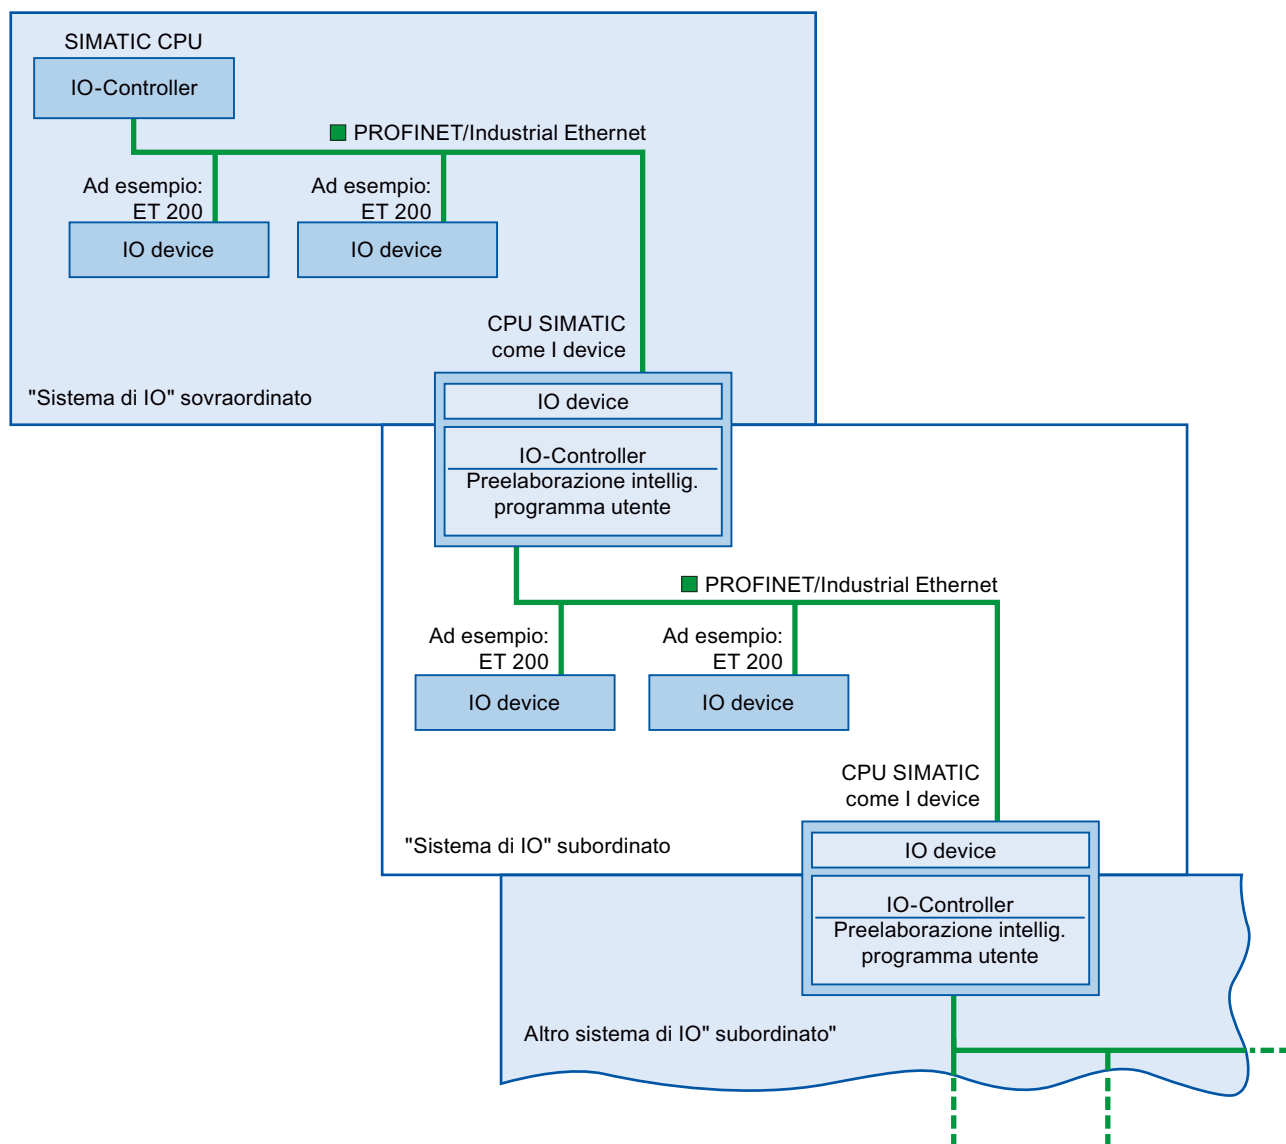 SIMATIC CPU
IO-Controller
PROFINET/Industrial Ethernet
Ad esempio:
ET 200
IO device
Ad esempio:
ET 200
IO device
CPU SIMATIC
come I device
"Sistema di IO" sovraordinato
IO device
IO-Controller
Preelaborazione intellig.
programma utente
PROFINET/Industrial Ethernet
Ad esempio:
ET 200
IO device
Ad esempio:
ET 200
IO device
CPU SIMATIC
come I device
"Sistema di IO" subordinato
IO device
IO-Controller
Preelaborazione intellig.
programma utente
Altro sistema di IO" subordinato"